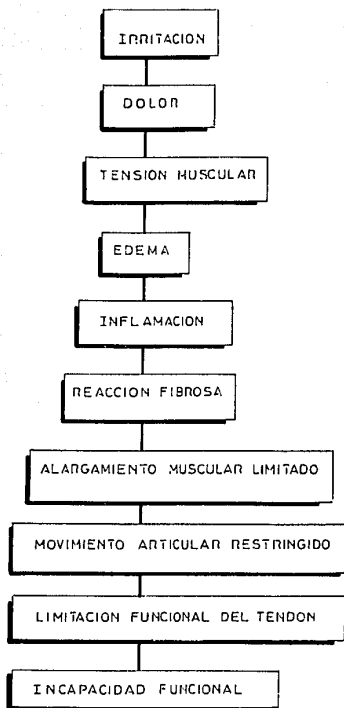 IRRITACION
DOLOR
TENSION MUSCULAR
EDEMA
INFLAMACION
REACCION FIBROSA
ALARGAMIENTO MUSCULAR LIMITADO
MOVIMIENTO ARTICULAR RESTRINGIDO
LIMITACION FUNCIONAL DEL TENDON
INCAPACIDAD FUNCIONAL